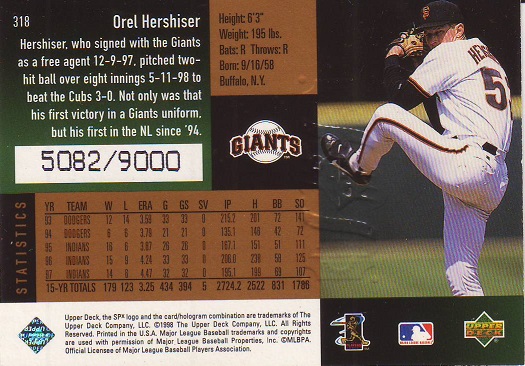 318
Orel Hershiser
Hershiser, who signed with the Giants
as a free agent 12-9-97, pitched two-
hit ball over eight innings 5-11-98 to
beat the Cubs 3-0. Not only was that
his first victory in a Giants uniform,
but his first in the NL since '94.
5082/9000
Height: 6'3"
Weight: 195 lbs.
Bats: R Throws: R
Born: 9/16/58
Buffalo, N.Y.
GIANTS
STATISTICS
YR TEAM W L ERA G GS SV IP H BB SO
93 DODGERS 12 14 3.59 33 33 0 215.2 201 72 141
94 DODGERS 6 6 3.79 21 21 0 135.1 146 42 72
95 INDIANS 16 6 3.87 26 26 0 167.1 151 51 111
96 INDIANS 15 9 4.24 33 33 0 206.0 238 58 125
97 INDIANS 14 6 4.47 32 32 0 195.1 199 69 107
15-YR TOTALS 179 123 3.25 434 394 5 2724.2 2522 831 1786
Upper Deck, the SPx logo and the card/hologram combination are trademarks of The
Upper Deck Company, LLC. ©1998 The Upper Deck Company, LLC. All Rights
Reserved. Printed in the U.S.A. Major League Baseball trademarks and copyrights
are used with permission of Major League Baseball Properties, Inc. ©MLBPA.
Official Licensee of Major League Baseball Players Association.
UPPER DECK